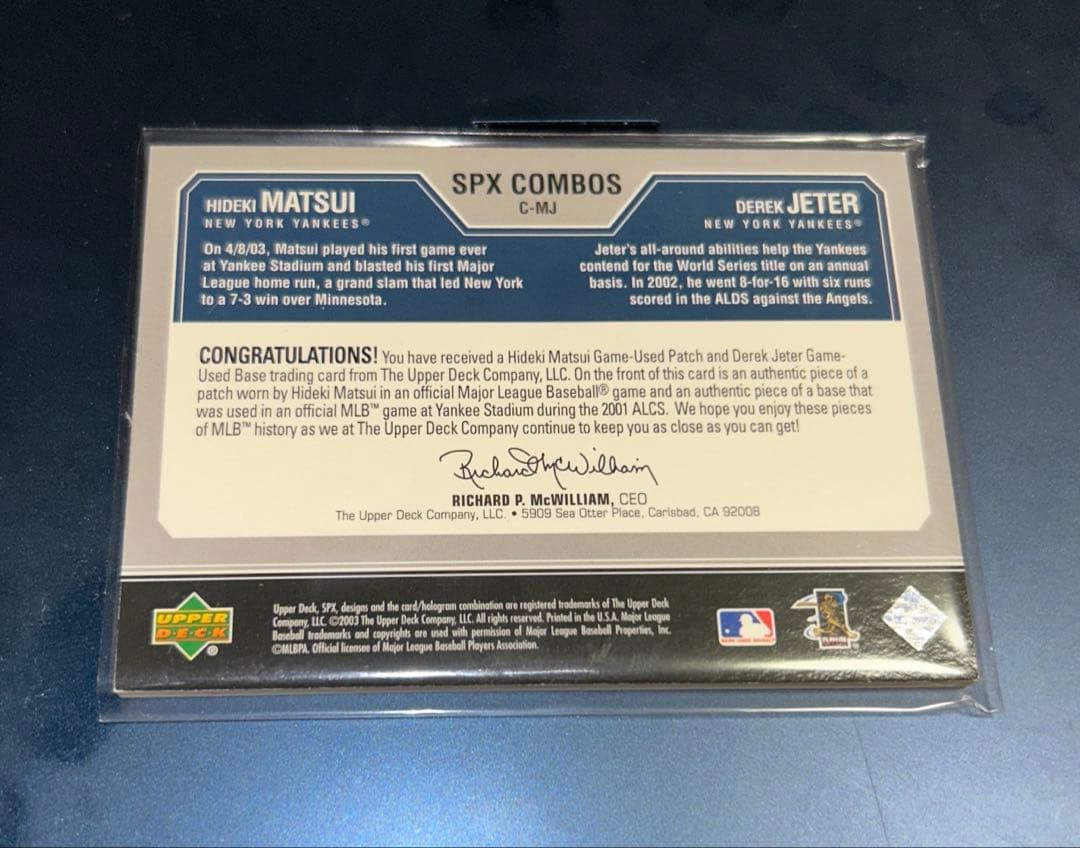 SPX COMBOS
C-MJ
HIDEKI MATSUI
NEW YORK YANKEES®
On 4/8/03, Matsui played his first game ever
at Yankee Stadium and blasted his first Major
League home run, a grand slam that led New York
to a 7-3 win over Minnesota.
DEREK JETER
NEW YORK YANKEES®
Jeter's all-around abilities help the Yankees
contend for the World Series title on an annual
basis. In 2002, he went 8-for-16 with six runs
scored in the ALDS against the Angels.
CONGRATULATIONS! You have received a Hideki Matsui Game-Used Patch and Derek Jeter Game-
Used Base trading card from The Upper Deck Company, LLC. On the front of this card is an authentic piece of a
patch worn by Hideki Matsui in an official Major League Baseball® game and an authentic piece of a base that
was used in an official MLB™ game at Yankee Stadium during the 2001 ALCS. We hope you enjoy these pieces
of MLB™ history as we at The Upper Deck Company continue to keep you as close as you can get!
Richard McWilliam
RICHARD P. McWILLIAM, CEO
The Upper Deck Company, LLC. • 5909 Sea Otter Place, Carlsbad, CA 92008
UPPER
DECK®
Upper Deck, SPX, designs and the card/hologram combination are registered trademarks of The Upper Deck
Company, LLC. ©2003 The Upper Deck Company, LLC. All rights reserved. Printed in the U.S.A. Major League
Baseball trademarks and copyrights are used with permission of Major League Baseball Properties, Inc.
©MLBPA. Official licensee of Major League Baseball Players Association.